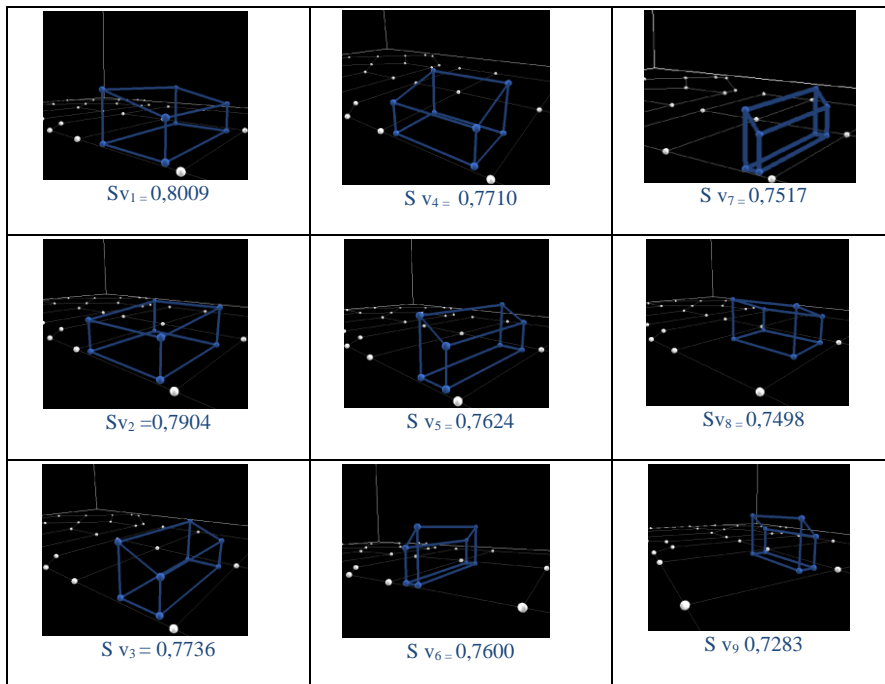 Sv₁ = 0,8009
S v₄ = 0,7710
S v₇ = 0,7517
Sv₂ =0,7904
S v₅ = 0,7624
Sv₈ = 0,7498
S v₃ = 0,7736
S v₆ = 0,7600
S v₉ 0,7283